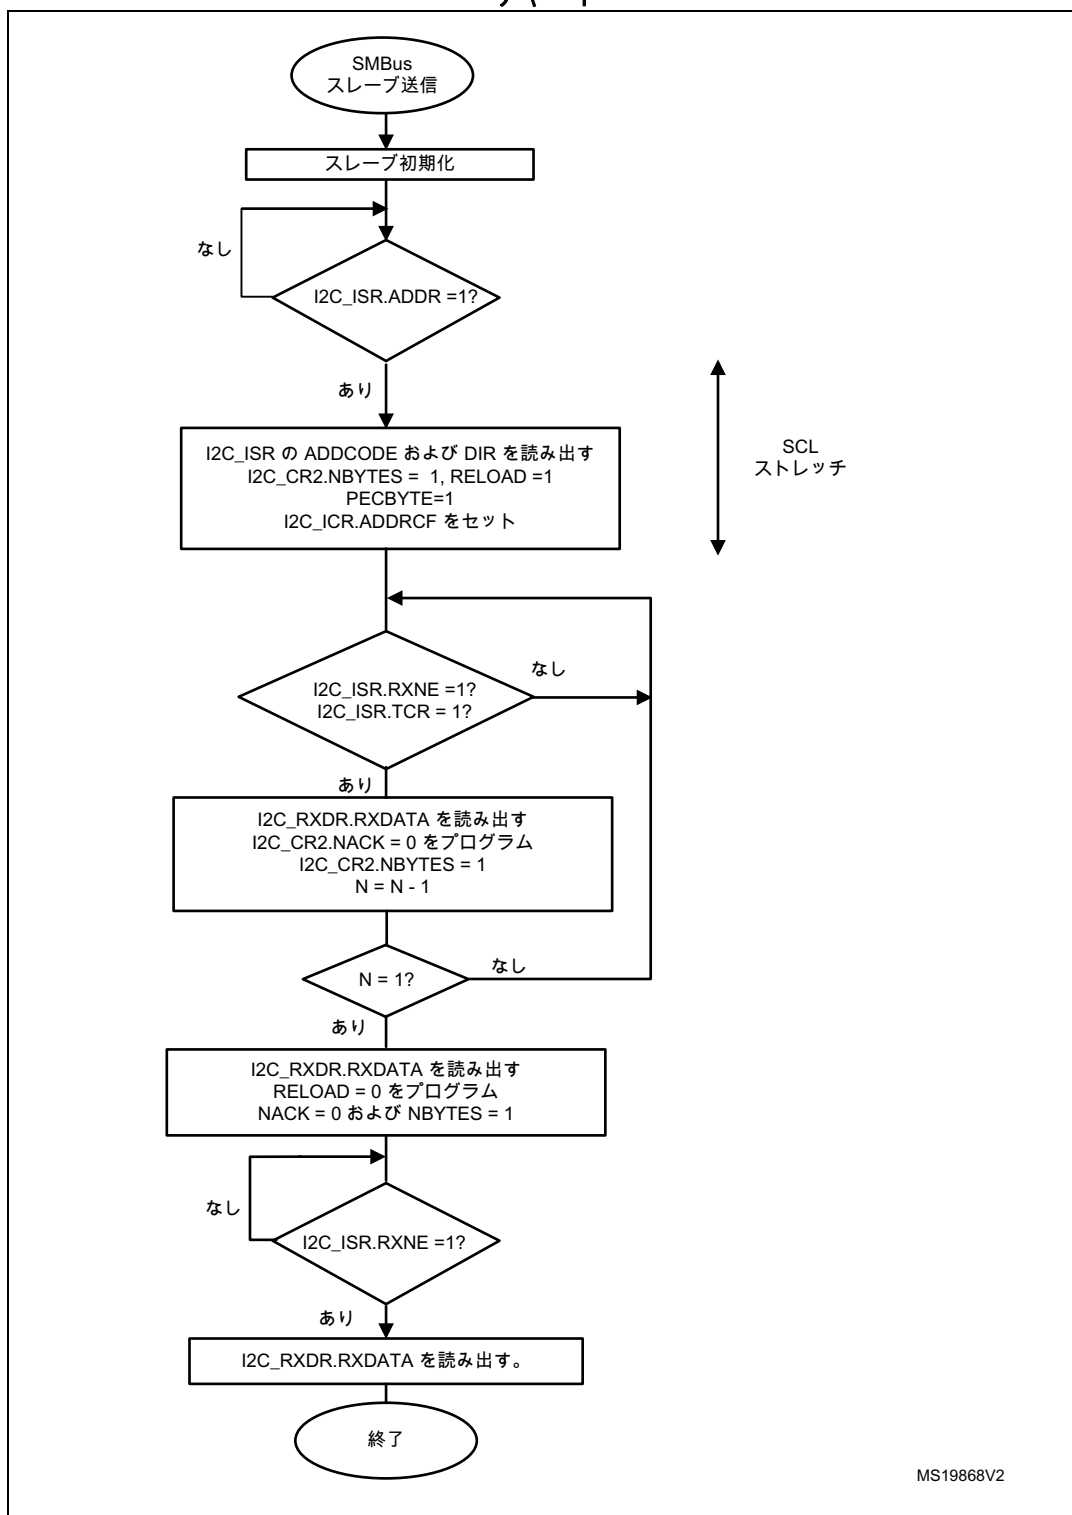 SMBus
スレーブ送信
スレーブ初期化
なし
I2C_ISR.ADDR =1?
あり
I2C_ISR の ADDCODE および DIR を読み出す
I2C_CR2.NBYTES = 1, RELOAD =1
PECBYTE=1
I2C_ICR.ADDRCF をセット
SCL
ストレッチ
I2C_ISR.RXNE =1?
I2C_ISR.TCR = 1?
なし
あり
I2C_RXDR.RXDATA を読み出す
I2C_CR2.NACK = 0 をプログラム
I2C_CR2.NBYTES = 1
N = N - 1
N = 1?
なし
あり
I2C_RXDR.RXDATA を読み出す
RELOAD = 0 をプログラム
NACK = 0 および NBYTES = 1
なし
I2C_ISR.RXNE =1?
あり
I2C_RXDR.RXDATA を読み出す。
終了
MS19868V2